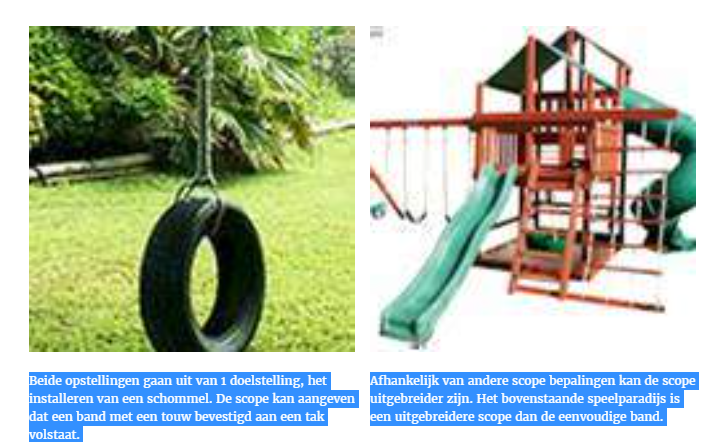 Beide opstellingen gaan uit van 1 doelstelling, het
installeren van een schommel. De scope kan aangeven
dat een band met een touw bevestigd aan een tak
volstaat.
Afhankelijk van andere scope bepalingen kan de scope
uitgebreider zijn. Het bovenstaande speelparadijs is
een uitgebreidere scope dan de eenvoudige band.